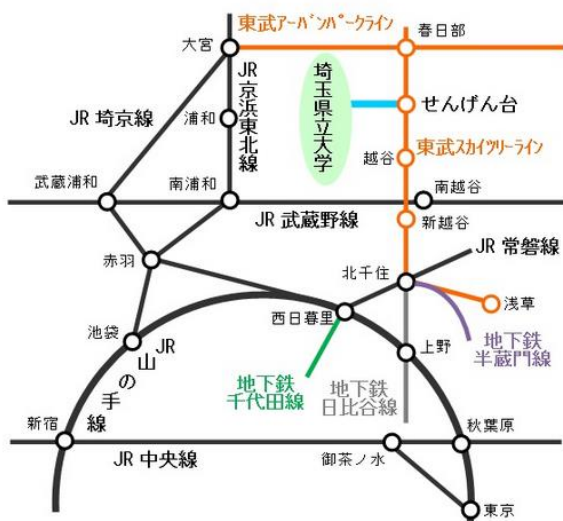 東武アーバンパークライン
大宮
春日部
JR
京浜東北線
埼玉県立大学
せんげん台
JR 埼京線
浦和
越谷
東武スカイツリーライン
武蔵浦和
南浦和
南越谷
JR 武蔵野線
新越谷
赤羽
北千住
JR 常磐線
西日暮里
浅草
池袋
JR
山の手線
地下鉄
千代田線
地下鉄
日比谷線
上野
地下鉄
半蔵門線
新宿
JR 中央線
御茶ノ水
秋葉原
東京